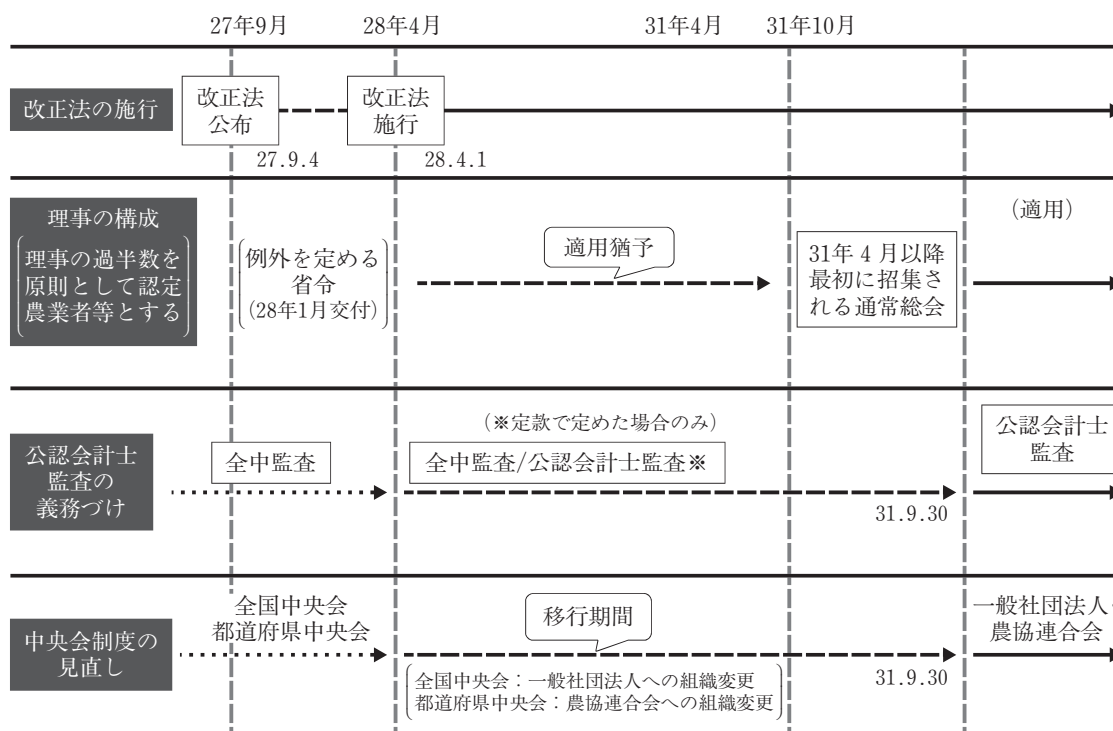 27年9月
28年4月
31年4月
31年10月
改正法の施行
改正法
公布
27.9.4
改正法
施行
28.4.1
理事の構成
理事の過半数を
原則として認定
農業者等とする
例外を定める
省令
(28年1月交付)
適用猶予
31年4月以降
最初に招集さ
れる通常総会
(適用)
公認会計士
監査の
義務づけ
全中監査
(※定款で定めた場合のみ)
全中監査/公認会計士監査※
31.9.30
公認会計士
監査
中央会制度の
見直し
全国中央会
都道府県中央会
移行期間
全国中央会：一般社団法人への組織変更
都道府県中央会：農協連合会への組織変更
31.9.30
一般社団法人・
農協連合会